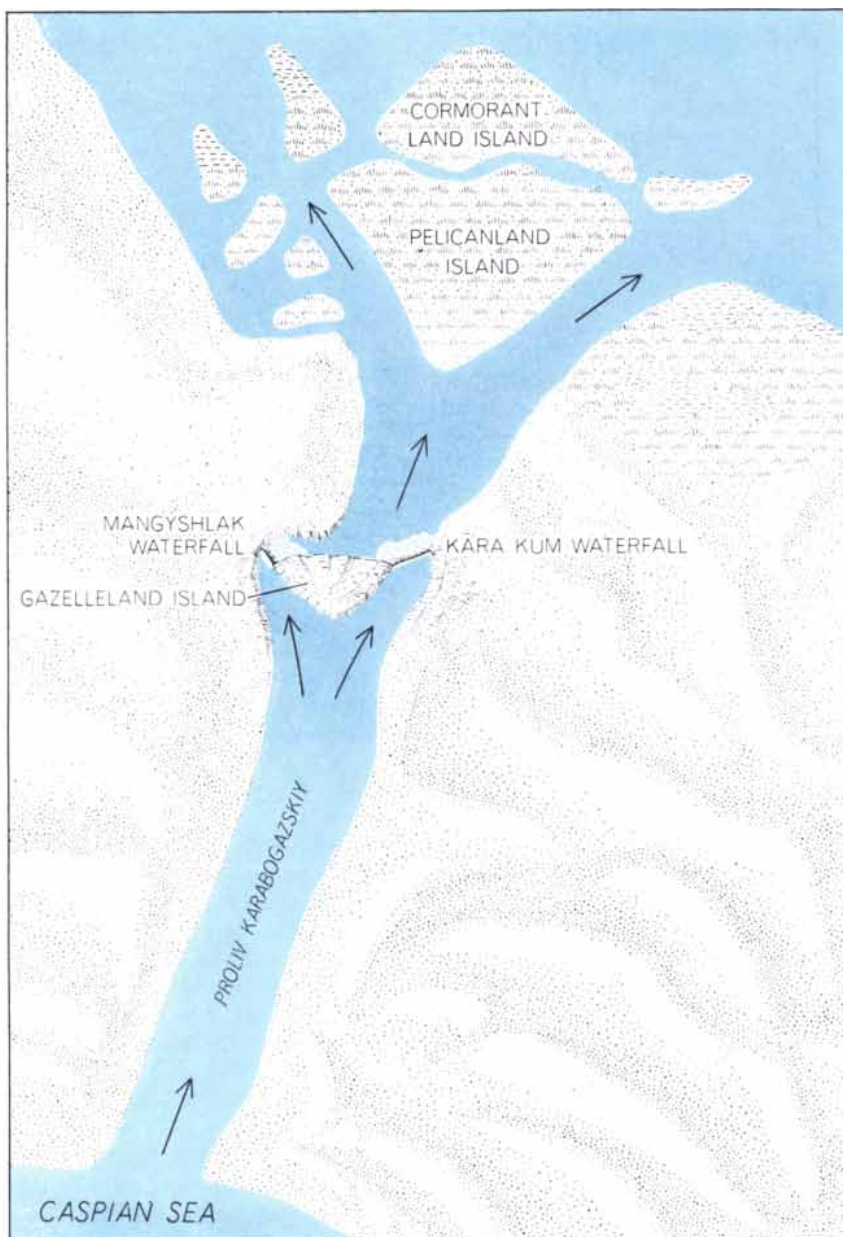 CORMORANT-
LAND ISLAND
PELICANLAND
ISLAND
MANGYSHLAK
WATERFALL
KARA KUM WATERFALL
GAZELLELAND ISLAND
PROLIV KARABOGAZSKIY
CASPIAN SEA